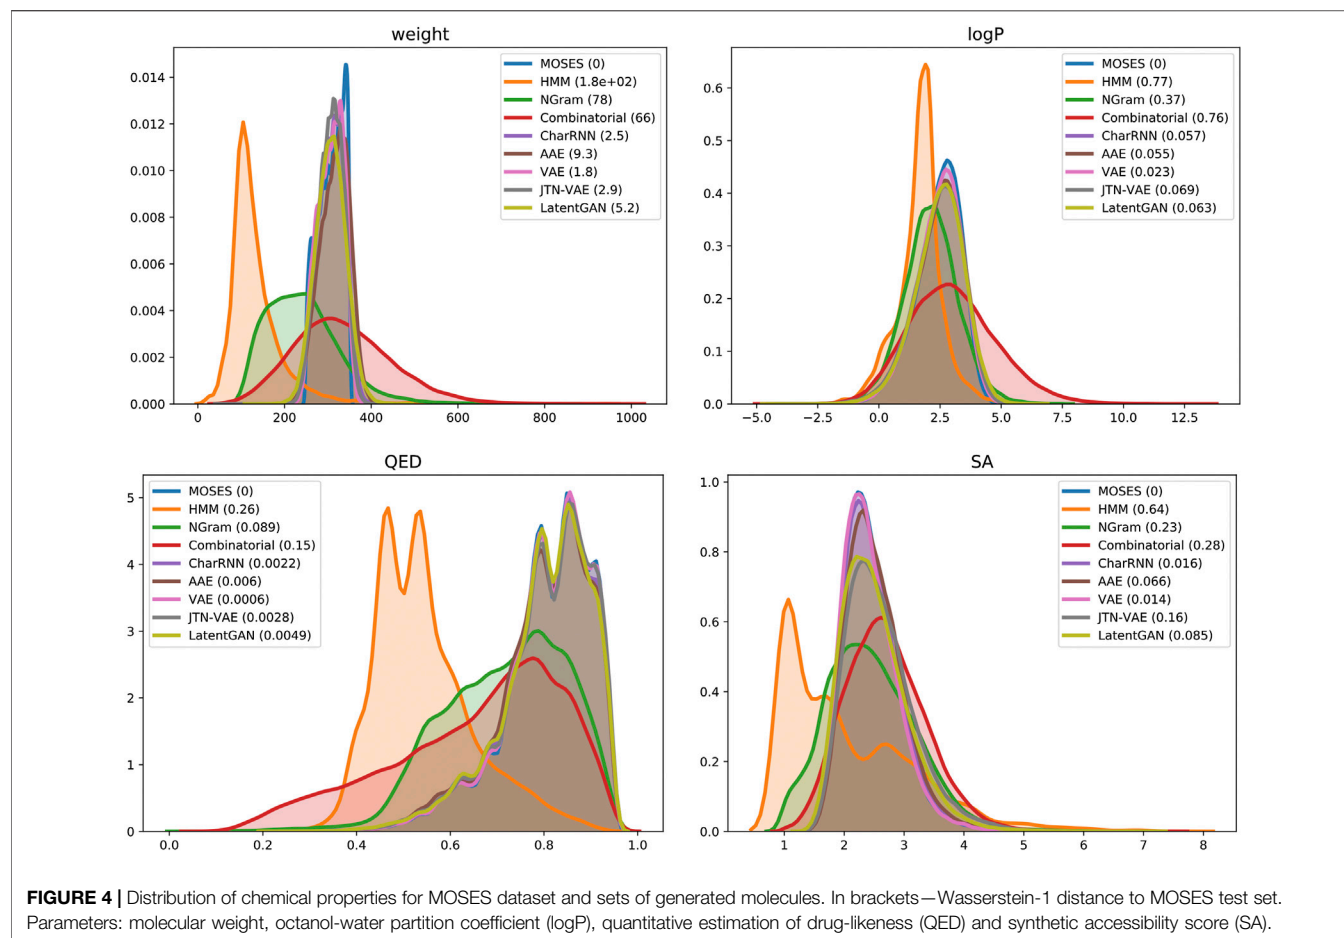 weight
0.014
0.012
0.010
0.008
0.006
0.004
0.002
0.000
0
200
400
600
800
1000
MOSES (0)
HMM (1.8e+02)
NGram (78)
Combinatorial (66)
CharRNN (2.5)
AAE (9.3)
VAE (1.8)
JTN-VAE (2.9)
LatentGAN (5.2)
logP
0.6
0.5
0.4
0.3
0.2
0.1
0.0
−5.0
−2.5
0.0
2.5
5.0
7.5
10.0
12.5
MOSES (0)
HMM (0.77)
NGram (0.37)
Combinatorial (0.76)
CharRNN (0.057)
AAE (0.055)
VAE (0.023)
JTN-VAE (0.069)
LatentGAN (0.063)
QED
5
4
3
2
1
0
0.0
0.2
0.4
0.6
0.8
1.0
MOSES (0)
HMM (0.26)
NGram (0.089)
Combinatorial (0.15)
CharRNN (0.0022)
AAE (0.006)
VAE (0.0006)
JTN-VAE (0.0028)
LatentGAN (0.0049)
SA
1.0
0.8
0.6
0.4
0.2
0.0
1
2
3
4
5
6
7
8
MOSES (0)
HMM (0.64)
NGram (0.23)
Combinatorial (0.28)
CharRNN (0.016)
AAE (0.066)
VAE (0.014)
JTN-VAE (0.16)
LatentGAN (0.085)
FIGURE 4 | Distribution of chemical properties for MOSES dataset and sets of generated molecules. In brackets—Wasserstein-1 distance to MOSES test set.
Parameters: molecular weight, octanol-water partition coefficient (logP), quantitative estimation of drug-likeness (QED) and synthetic accessibility score (SA).